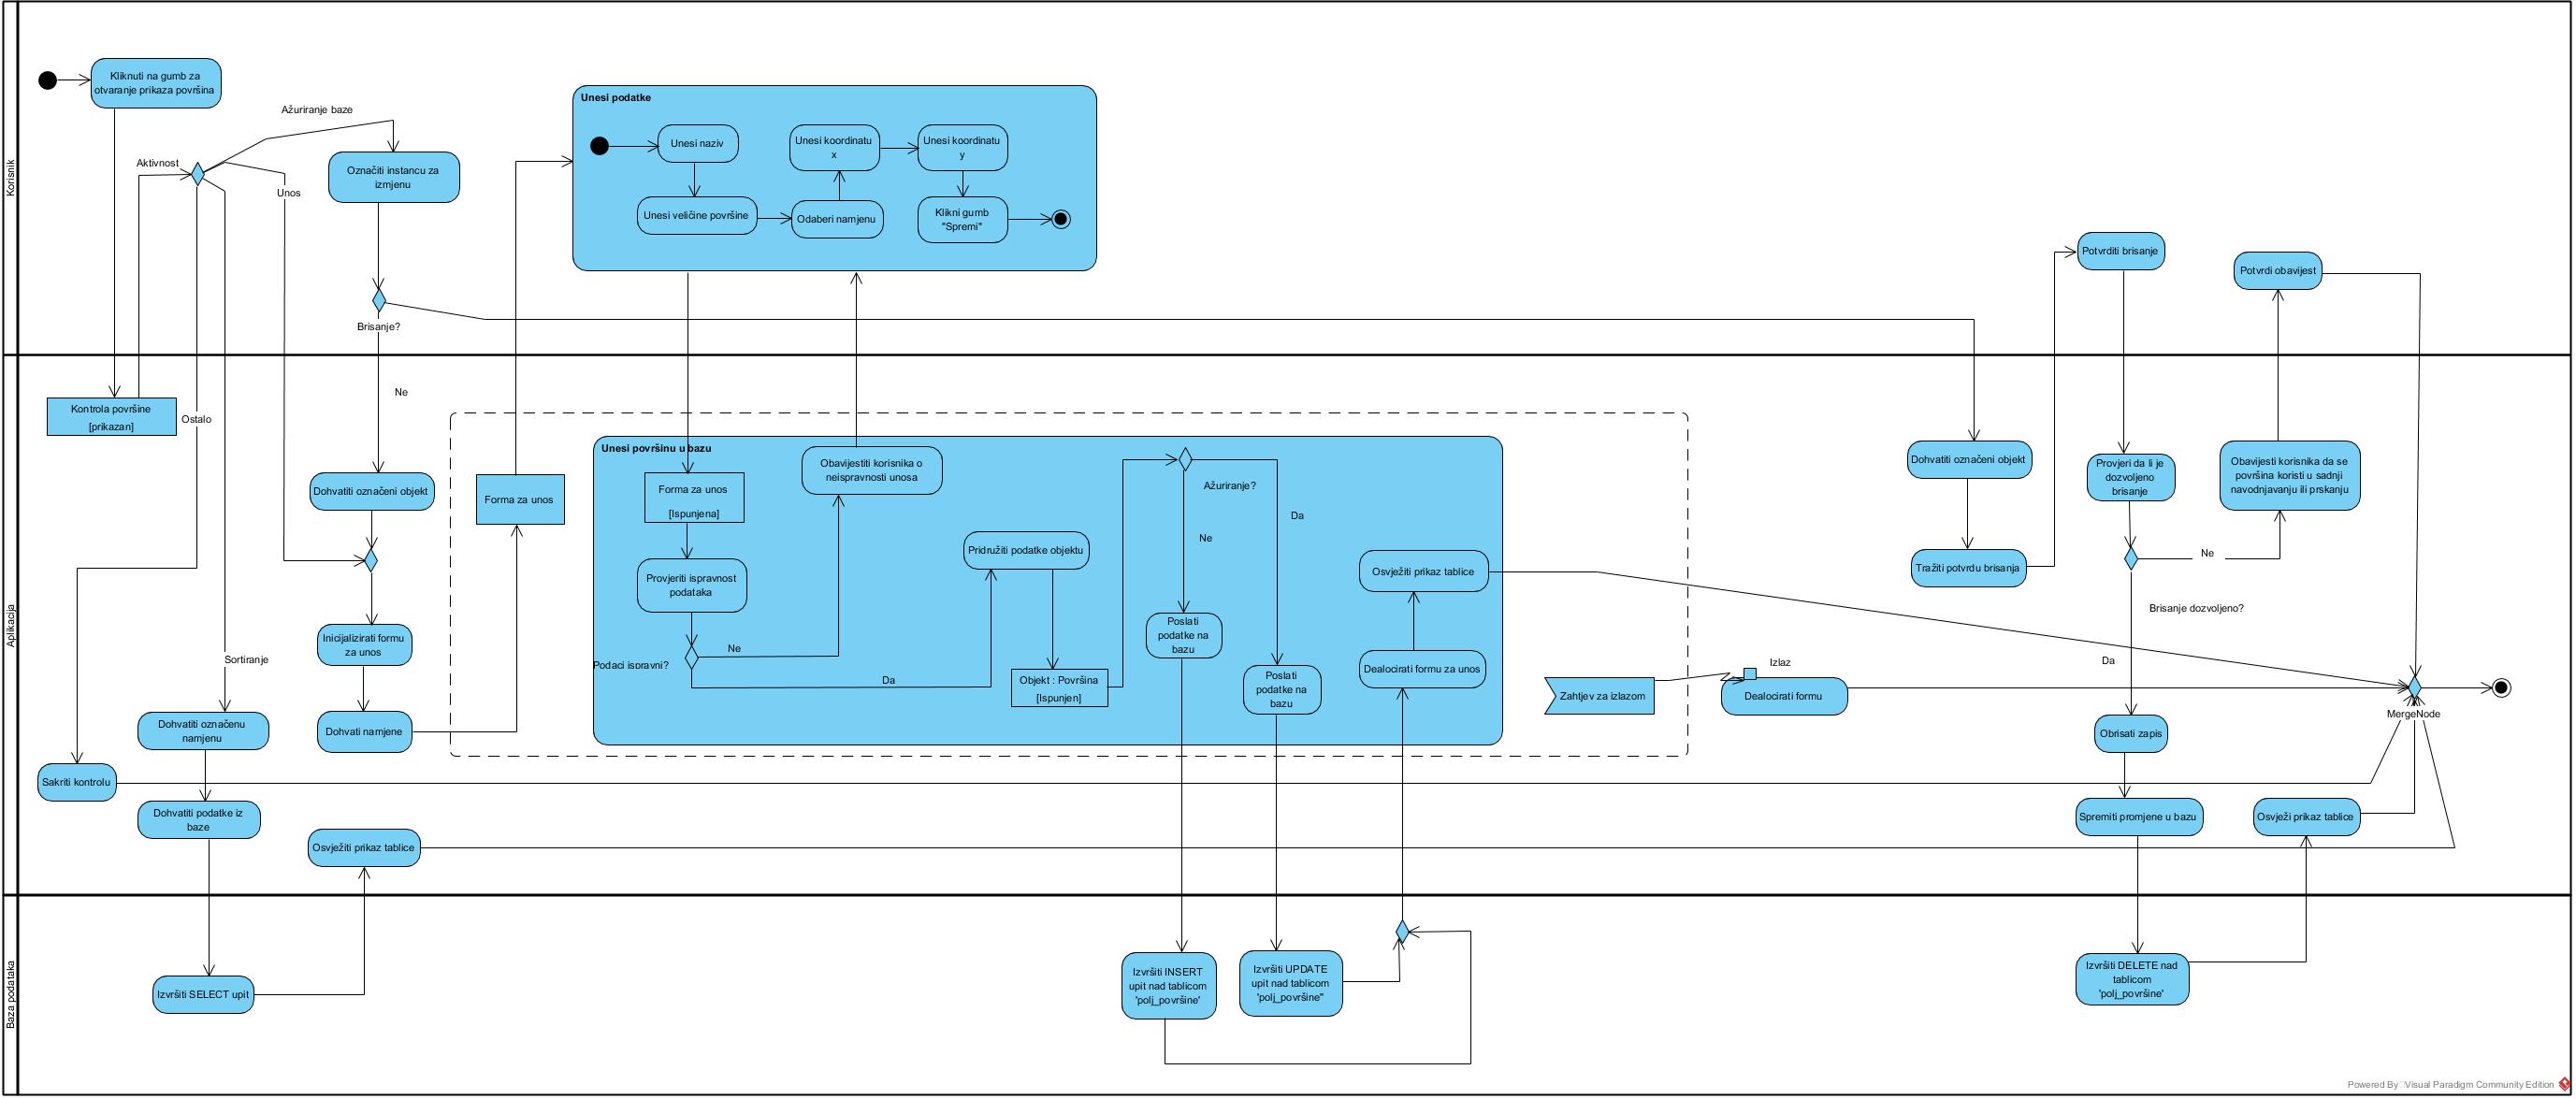 Korisnik
Kliknuti na gumb za
otvaranje prikaza površina
Ažuriranje baze
Aktivnost
Unos
Označiti instancu za
izmjenu
Brisanje?
Unesi podatke
Unesi naziv
Unesi veličine površine
Odaberi namjenu
Unesi koordinatu
x
Unesi koordinatu
y
Klikni gumb
"Spremi"
Potvrditi brisanje
Potvrdi obavijest
Aplikacija
Kontrola površine
[prikazan]
Ostalo
Ne
Sortiranje
Dohvatiti označeni objekt
Inicijalizirati formu
za unos
Dohvati namjene
Dohvatiti označenu
namjenu
Sakriti kontrolu
Dohvatiti podatke iz
baze
Osvježiti prikaz tablice
Forma za unos
Unesi površinu u bazu
Forma za unos
[Ispunjena]
Provjeriti ispravnost
podataka
Podaci ispravni?
Ne
Da
Obavijestiti korisnika o
neispravnosti unosa
Pridružiti podatke objektu
Objekt : Površina
[Ispunjen]
Ažuriranje?
Ne
Da
Poslati
podatke na
bazu
Poslati
podatke na
bazu
Osvježiti prikaz tablice
Dealocirati formu za unos
Zahtjev za izlazom
Izlaz
Dealocirati formu
Dohvatiti označeni objekt
Tražiti potvrdu brisanja
Provjeri da li je
dozvoljeno
brisanje
Ne
Brisanje dozvoljeno?
Da
Obavijesti korisnika da se
površina koristi u sadnji
navodnjavanju ili prskanju
Obrisati zapis
Spremiti promjene u bazu
Osvježi prikaz tablice
MergeNode
Baza podataka
Izvršiti SELECT upit
Izvršiti INSERT
upit nad tablicom
'polj_površine'
Izvršiti UPDATE
upit nad tablicom
'polj_površine"
Izvršiti DELETE nad
tablicom
'polj_površine'
Powered By Visual Paradigm Community Edition